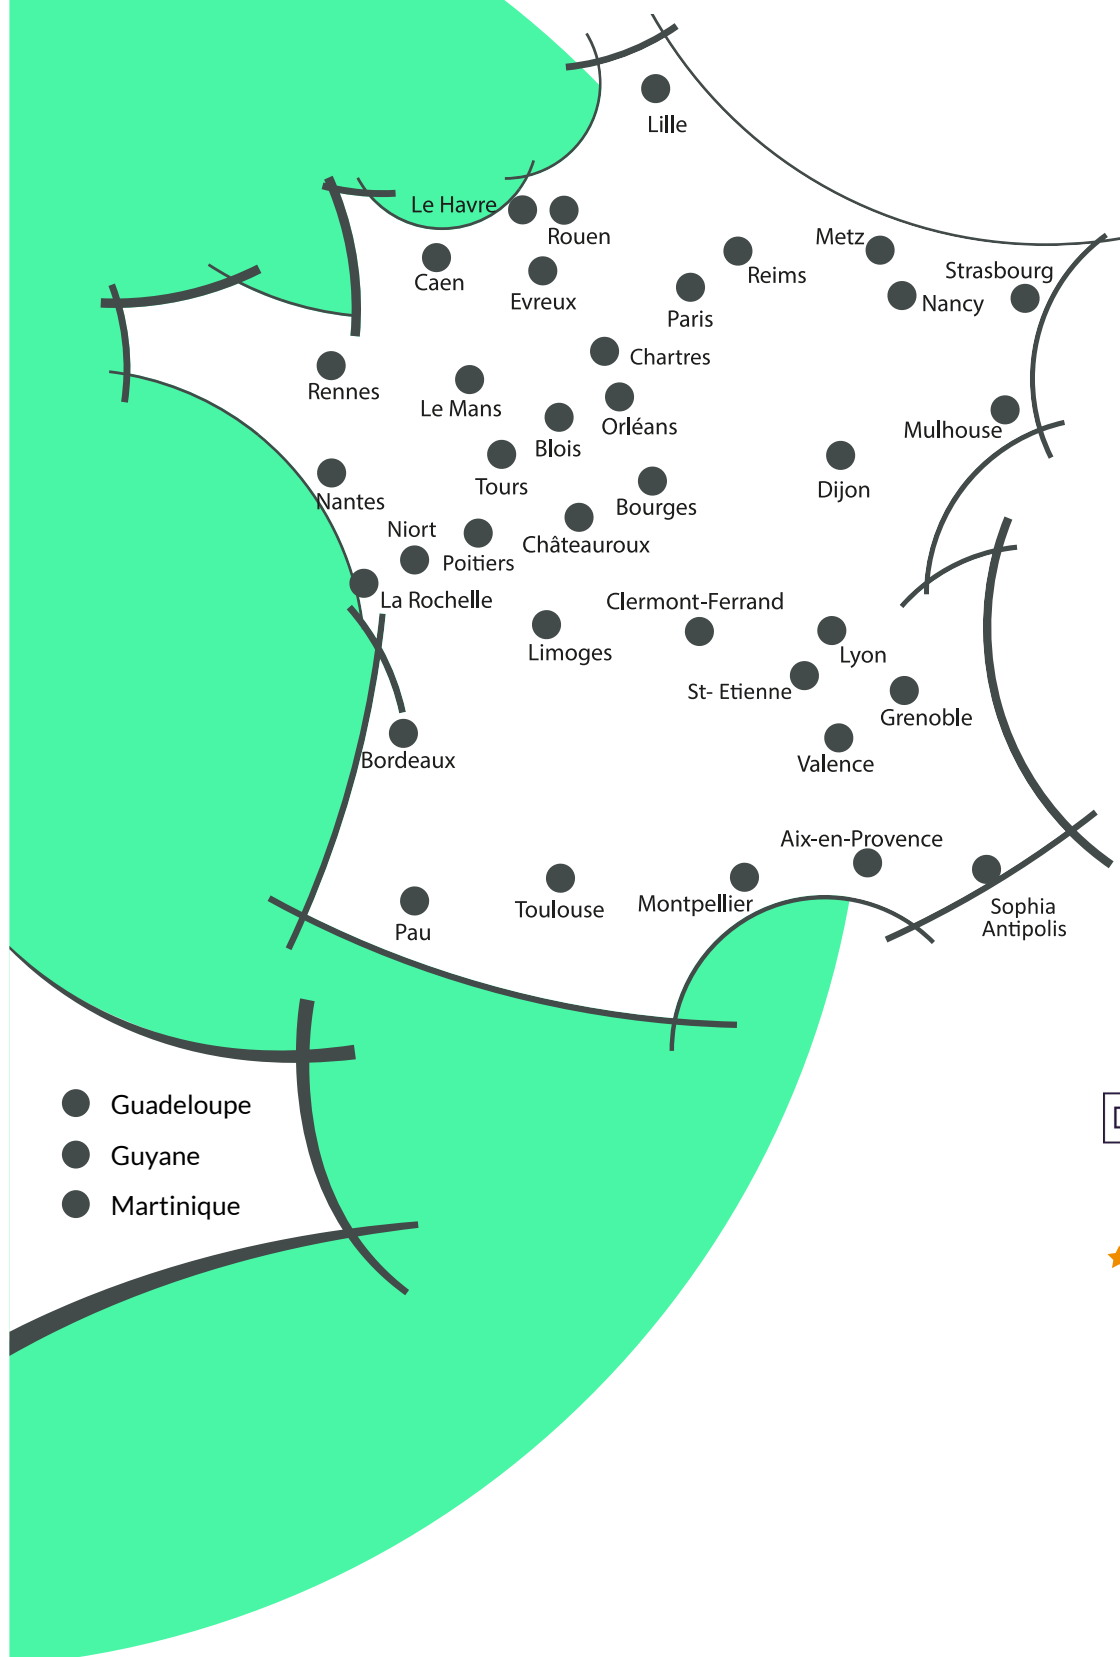 Lille
Le Havre
Rouen
Metz
Caen
Reims
Strasbourg
Evreux
Nancy
Paris
Chartres
Rennes
Le Mans
Orléans
Mulhouse
Blois
Tours
Dijon
Nantes
Bourges
Niort
Châteauroux
Poitiers
La Rochelle
Clermont-Ferrand
Limoges
Lyon
St- Etienne
Grenoble
Bordeaux
Valence
Aix-en-Provence
Toulouse
Montpellier
Sophia
Antipolis
Pau
Guadeloupe
Guyane
Martinique